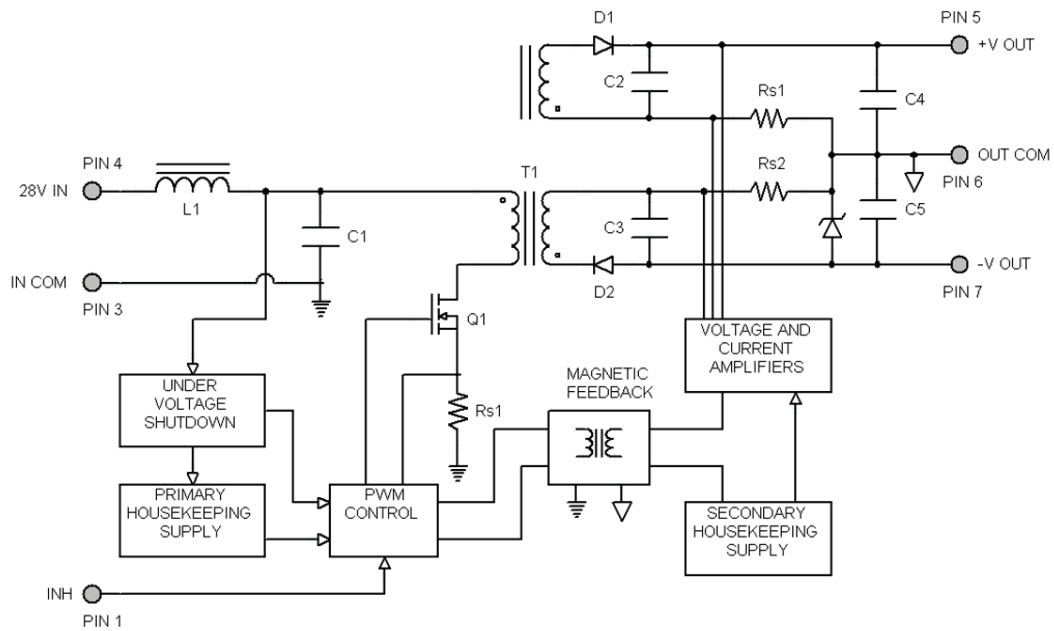 D1
PIN 5
+V OUT
C2
Rs1
C4
PIN 4
T1
Rs2
OUT COM
PIN 6
28V IN
L1
C1
C3
C5
IN COM
PIN 3
D2
-V OUT
PIN 7
Q1
VOLTAGE AND
CURRENT
AMPLIFIERS
MAGNETIC
FEEDBACK
UNDER
VOLTAGE
SHUTDOWN
Rs1
PRIMARY
HOUSEKEEPING
SUPPLY
PWM
CONTROL
SECONDARY
HOUSEKEEPING
SUPPLY
INH
PIN 1